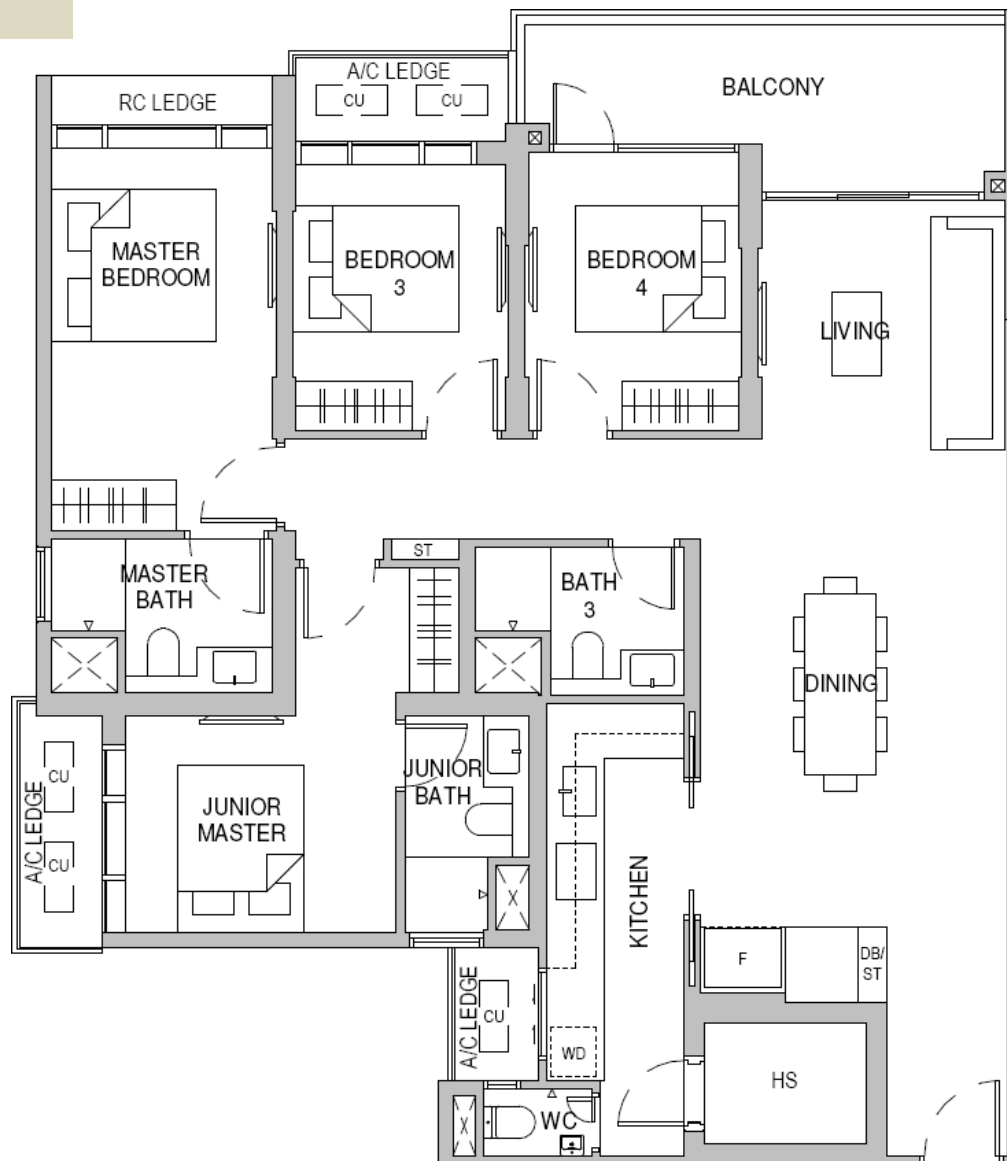 A/C LEDGE
CU
CU
RC LEDGE
BALCONY
MASTER
BEDROOM
BEDROOM
3
BEDROOM
4
LIVING
ST
MASTER
BATH
BATH
3
DINING
A/C LEDGE
CU
CU
JUNIOR
MASTER
JUNIOR
BATH
X
KITCHEN
F
DB/
ST
A/C LEDGE
CU
WD
HS
X
WC